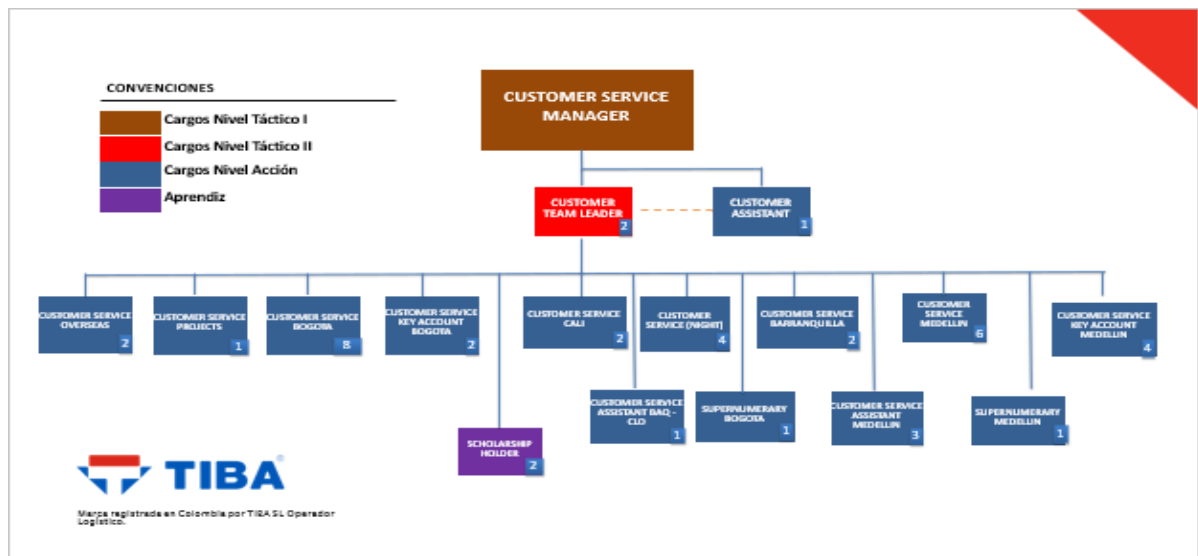 CONVENCIONES
Cargos Nivel Táctico I
Cargos Nivel Táctico II
Cargos Nivel Acción
Aprendiz
CUSTOMER SERVICE
MANAGER
CUSTOMER
TEAM LEADER
2
CUSTOMER
ASSISTANT
1
CUSTOMER SERVICE
OVERSEAS
2
CUSTOMER SERVICE
PROJECTS
1
CUSTOMER SERVICE
BOGOTA
8
CUSTOMER SERVICE
KEY ACCOUNT
BOGOTA
2
CUSTOMER SERVICE
CALI
2
CUSTOMER
SERVICE (NIGHT)
4
CUSTOMER SERVICE
BARRANQUILLA
2
CUSTOMER
SERVICE
MEDELLIN
6
CUSTOMER SERVICE
KEY ACCOUNT
MEDELLIN
4
SCHOLARSHIP
HOLDER
2
CUSTOMER SERVICE
ASSISTANT BAQ -
CLO
1
SUPERNUMERARY
BOGOTA
1
CUSTOMER SERVICE
ASSISTANT
MEDELLIN
3
SUPERNUMERARY
MEDELLIN
1
TIBA®
Marca registrada en Colombia por TIBA SL Operador
Logístico.